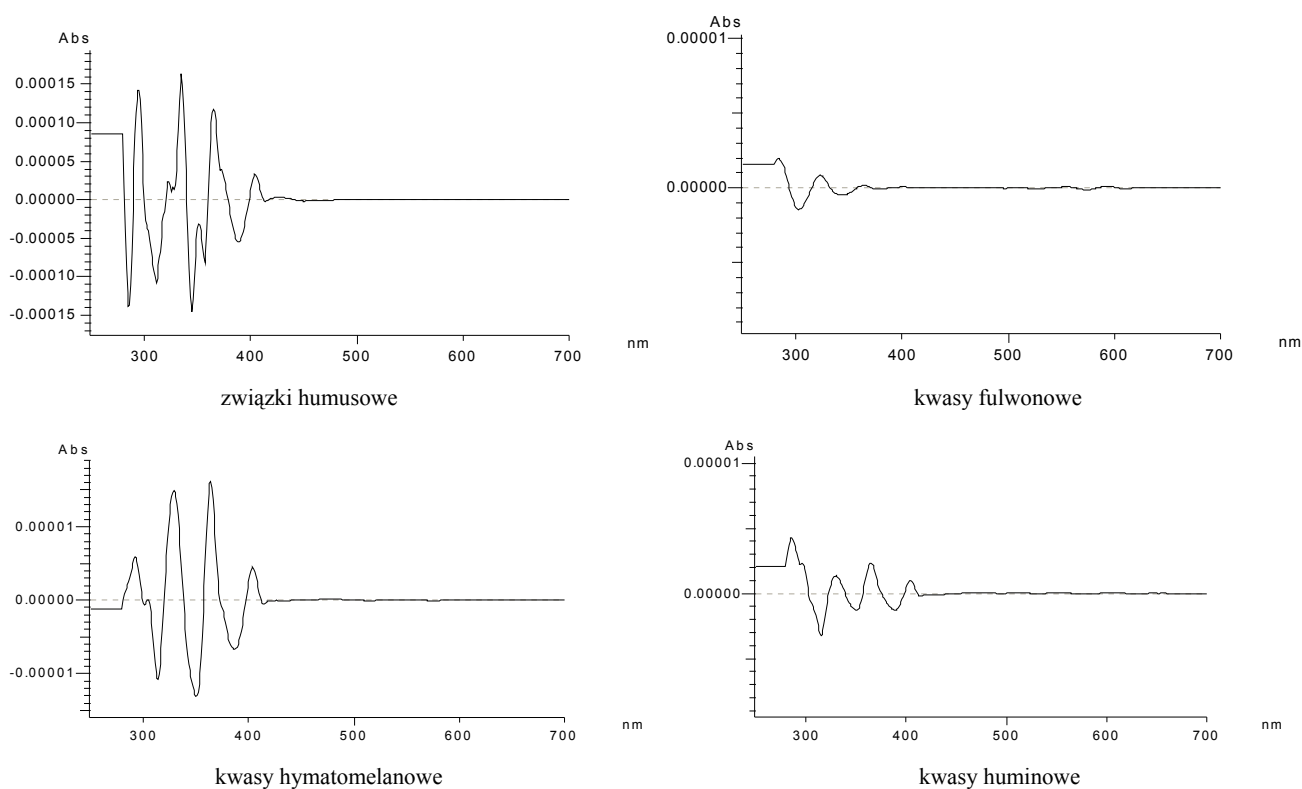 Abs
0.00015
0.00010
0.00005
0.00000
-0.00005
-0.00010
-0.00015
300 400 500 600 700 nm
związki humusowe
Abs
0.00001
0.00000
300 400 500 600 700 nm
kwasy fulwonowe
Abs
0.00001
0.00000
-0.00001
300 400 500 600 700 nm
kwasy hymatomelanowe
Abs
0.00001
0.00000
300 400 500 600 700 nm
kwasy huminowe